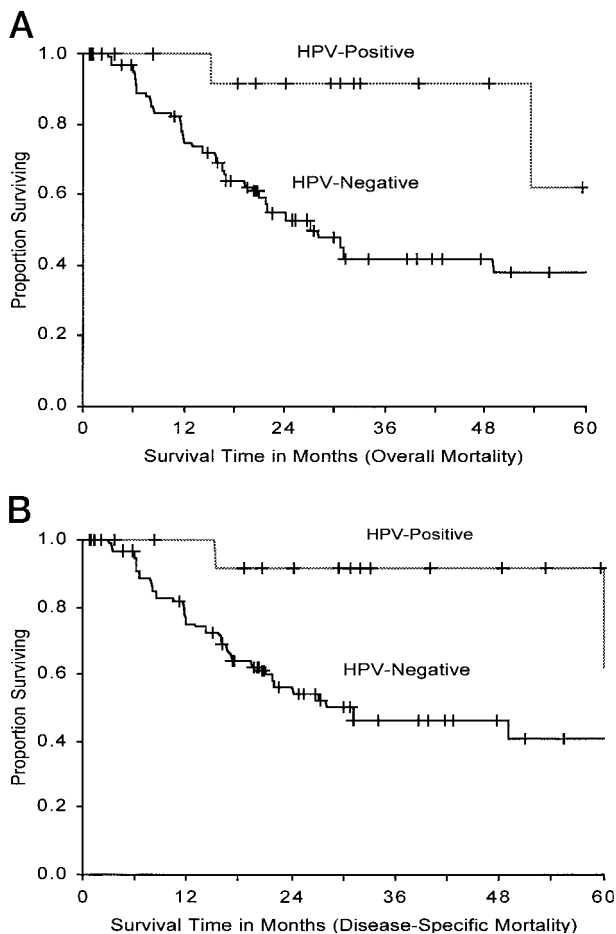 A
HPV-Positive
HPV-Negative
Proportion Surviving
1.0
0.8
0.6
0.4
0.2
0.0
0 12 24 36 48 60
Survival Time in Months (Overall Mortality)
B
HPV-Positive
HPV-Negative
Proportion Surviving
1.0
0.8
0.6
0.4
0.2
0.0
0 12 24 36 48 60
Survival Time in Months (Disease-Specific Mortality)